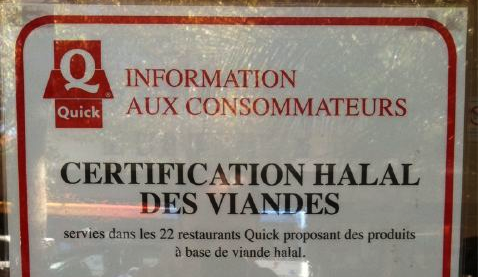 Q
Quick
INFORMATION
AUX CONSOMMATEURS
CERTIFICATION HALAL
DES VIANDES
servies dans les 22 restaurants Quick proposant des produits
à base de viande halal.